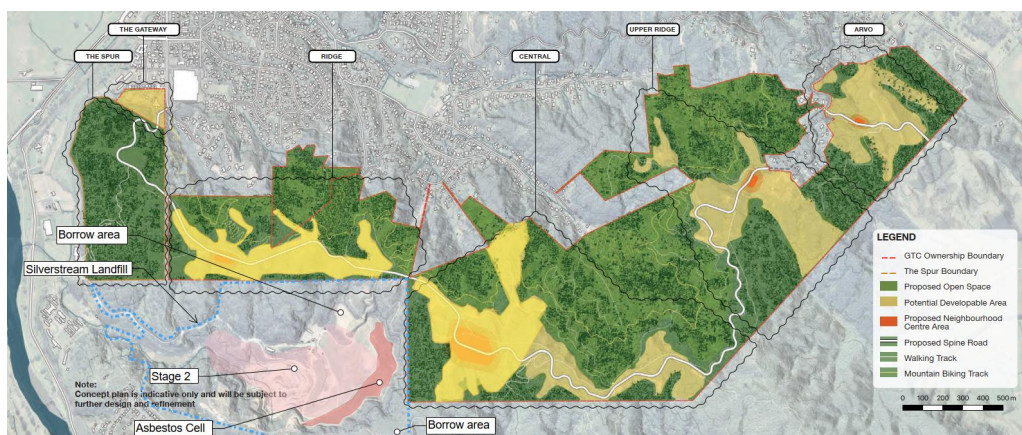 THE GATEWAY
THE SPUR
RIDGE
CENTRAL
UPPER RIDGE
ARVO
Borrow area
Silverstream Landfill
Stage 2
Note:
Concept plan is indicative only and will be subject to
further design and refinement
Asbestos Cell
Borrow area
LEGEND
GTC Ownership Boundary
The Spur Boundary
Proposed Open Space
Potential Developable Area
Proposed Neighbourhood
Centre Area
Proposed Spine Road
Walking Track
Mountain Biking Track
0 100 200 300 400 500 m